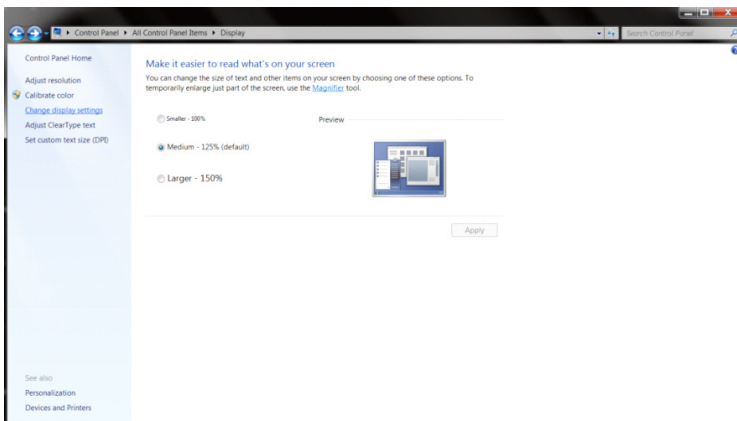 Control Panel ▸ All Control Panel Items ▸ Display
Search Control Panel
Control Panel Home
Adjust resolution
Calibrate color
Change display settings
Adjust ClearType text
Set custom text size (DPI)
Make it easier to read what's on your screen
You can change the size of text and other items on your screen by choosing one of these options. To
temporarily enlarge just part of the screen, use the Magnifier tool.
Smaller - 100%
Preview
Medium - 125% (default)
Larger - 150%
Apply
See also
Personalization
Devices and Printers